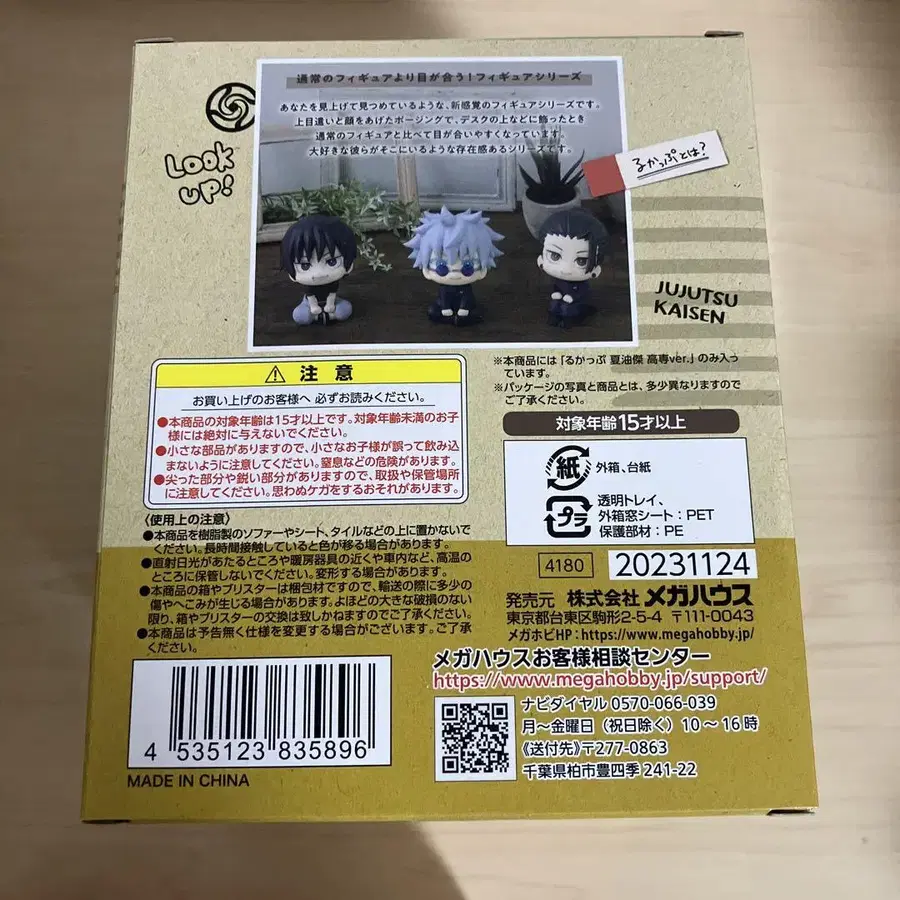 通常のフィギュアより目が合う!フィギュアシリーズ
あなたを見上げて見つめているような、新感覚のフィギュアシリーズです。
上目遣いと顔をあげたポージングで、デスクの上などに飾ったとき
通常のフィギュアと比べて目が合いやすくなっています。
大好きな彼らがそこにいるような存在感あるシリーズです。
Look
up!
るかっぷとは?
JUJUTSU
KAISEN
※本商品には「るかっぷ 夏油傑 高専ver.」のみ入っ
ています。
※パッケージの写真と商品とは、多少異なりますので
ご了承ください。
⚠ 注意
お買い上げのお客様へ 必ずお読みください。
●本商品の対象年齢は15才以上です。対象年齢未満のお子
様には絶対に与えないでください。
●小さな部品がありますので、小さなお子様が誤って飲み込
まないように注意してください。窒息などの危険があります。
●尖った部分や鋭い部分がありますので、取扱や保管場所
に注意してください。思わぬケガをするおそれがあります。
〈使用上の注意〉
●本商品を樹脂製のソファーやシート、タイルなどの上に置かないで
ください。長時間接触していると色が移る場合があります。
●直射日光があたるところや暖房器具の近くや車内など、高温の
ところに保管しないでください。変形する場合があります。
●本商品の箱やブリスターは梱包材ですので、輸送の際に多少の
傷やへこみが生じる場合があります。よほどの大きな破損のない
限り、箱やブリスターの交換は致しかねますのでご了承ください。
●本商品は予告無く仕様を変更する場合がございます。ご了承
ください。
対象年齢15才以上
紙
外箱、台紙
プラ
透明トレイ、
外箱窓シート:PET
保護部材:PE
4180
20231124
発売元 株式会社 メガハウス
東京都台東区駒形2-5-4 〒111-0043
メガホビHP:https://www.megahobby.jp/
メガハウスお客様相談センター
https://www.megahobby.jp/support/
ナビダイヤル 0570-066-039
月~金曜日(祝日除く)10~16時
《送付先》〒277-0863
千葉県柏市豊四季241-22
4 535123 835896
MADE IN CHINA